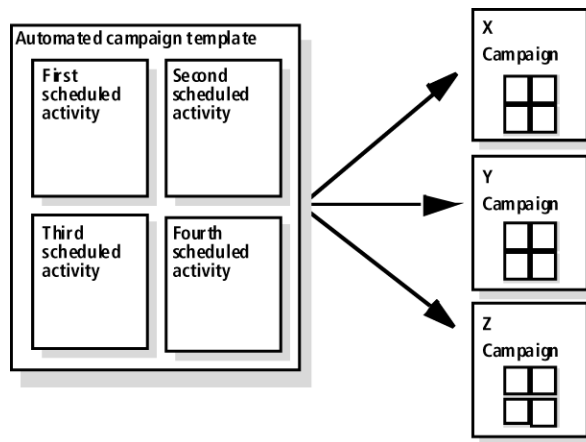 Automated campaign template
First
scheduled
activity
Second
scheduled
activity
Third
scheduled
activity
Fourth
scheduled
activity
X
Campaign
Y
Campaign
Z
Campaign